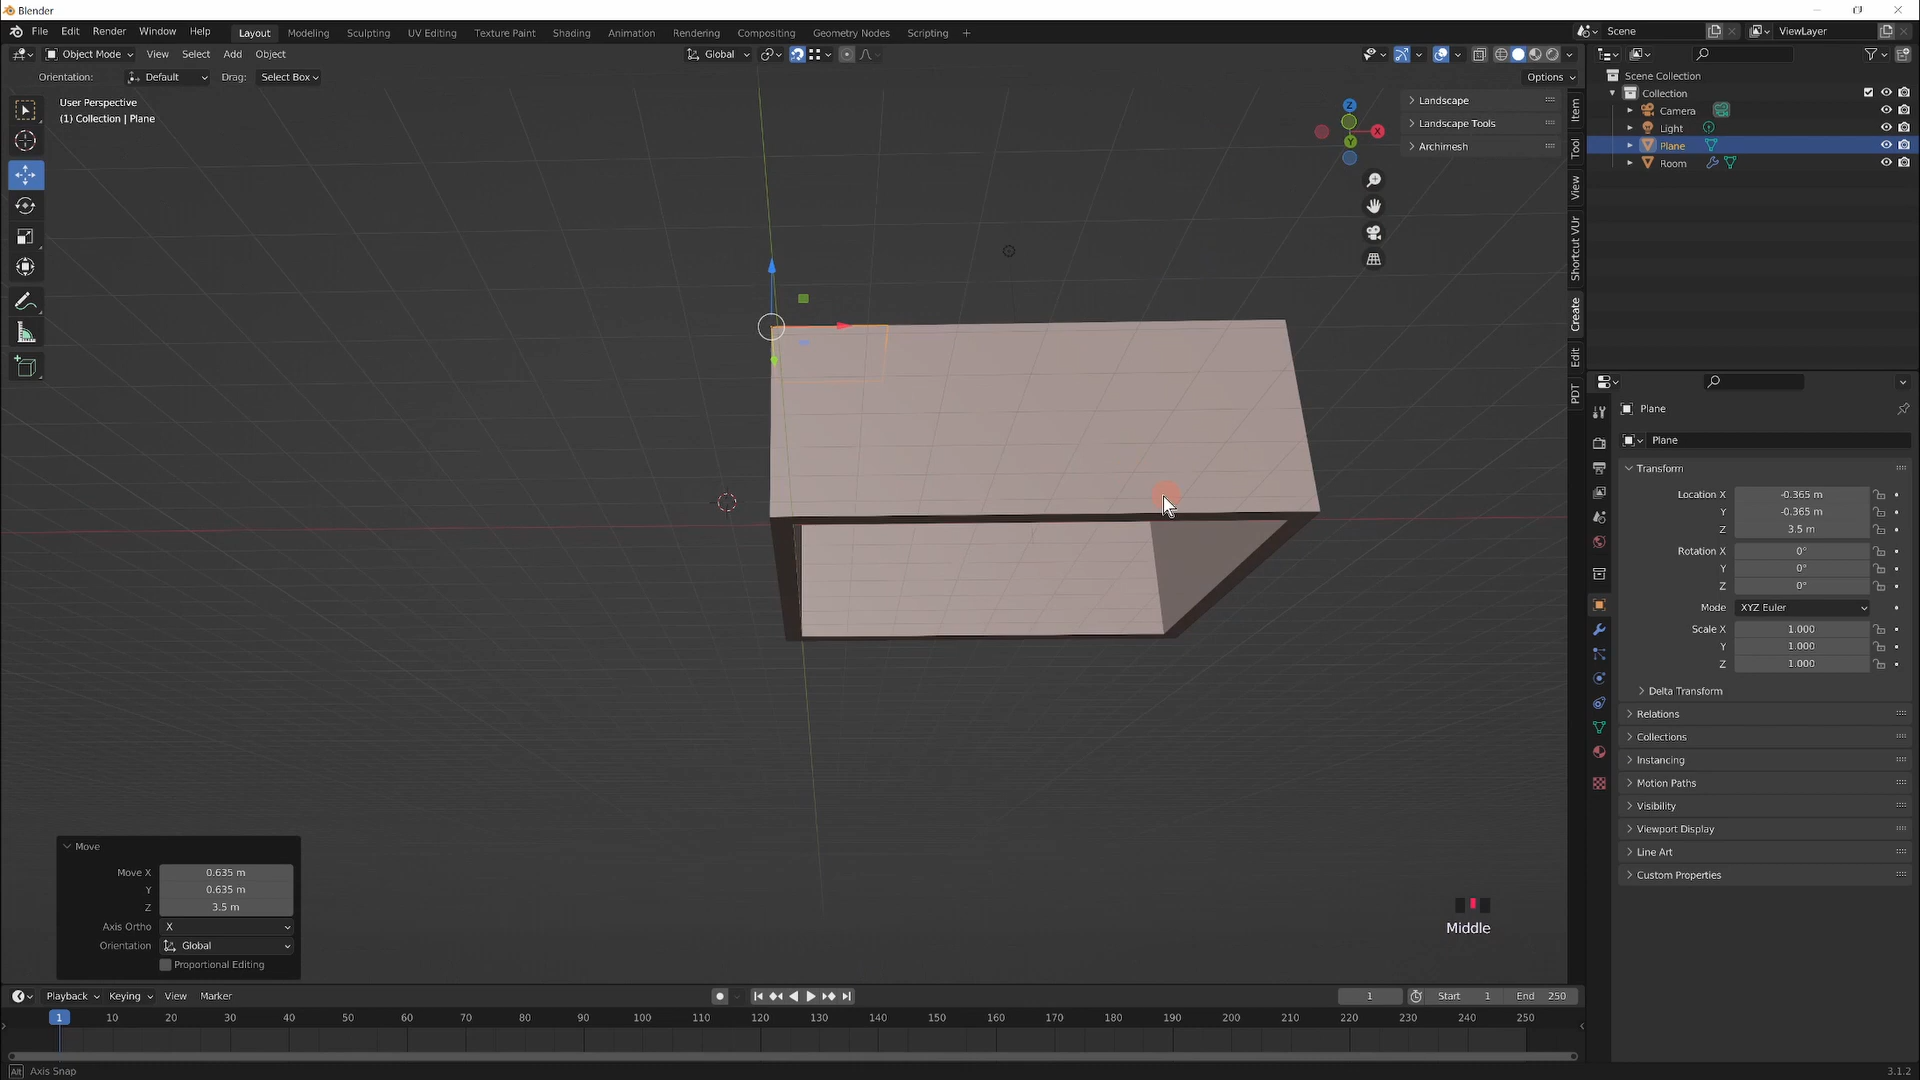 Blender
File Edit Render Window Help
Layout Modeling Sculpting UV Editing Texture Paint Shading Animation Rendering Compositing Geometry Nodes Scripting +
Scene
ViewLayer
Object Mode View Select Add Object
Global
Orientation: Default Drag: Select Box
Options
User Perspective
(1) Collection | Plane
Landscape
Landscape Tools
Archimesh
Z
X
Y
Item
Tool
View
Shortcut VUr
Create
Edit
PDT
Scene Collection
Collection
Camera
Light
Plane
Room
Plane
Plane
Transform
Location X -0.365 m
Y -0.365 m
Z 3.5 m
Rotation X 0°
Y 0°
Z 0°
Mode XYZ Euler
Scale X 1.000
Y 1.000
Z 1.000
Delta Transform
Relations
Collections
Instancing
Motion Paths
Visibility
Viewport Display
Line Art
Custom Properties
Move
Move X 0.635 m
Y 0.635 m
Z 3.5 m
Axis Ortho X
Orientation Global
Proportional Editing
Middle
Playback Keying View Marker
1 Start 1 End 250
1 10 20 30 40 50 60 70 80 90 100 110 120 130 140 150 160 170 180 190 200 210 220 230 240 250
Alt Axis Snap
3.1.2